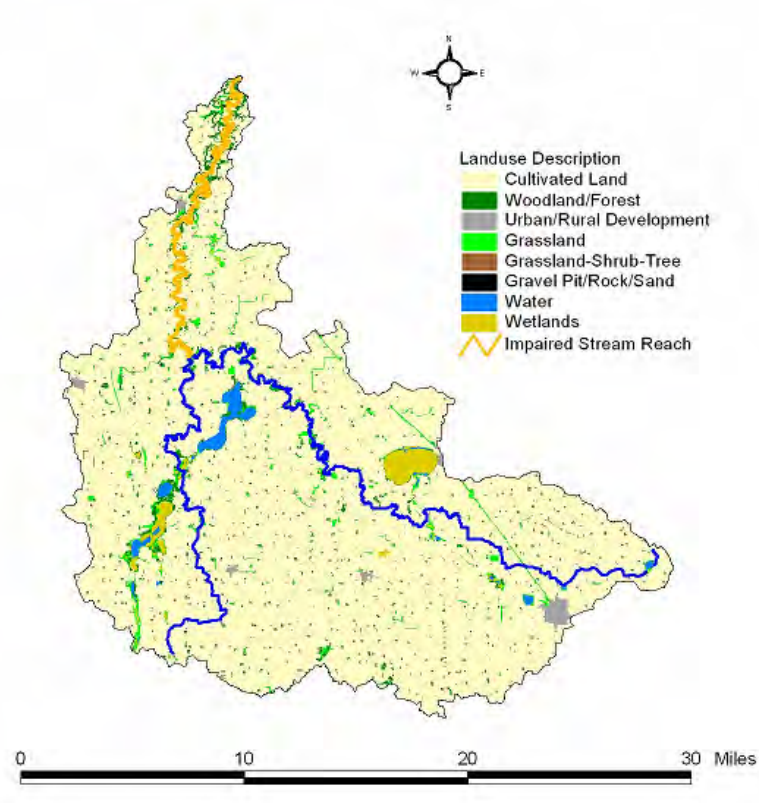 N
W E
S
Landuse Description
Cultivated Land
Woodland/Forest
Urban/Rural Development
Grassland
Grassland-Shrub-Tree
Gravel Pit/Rock/Sand
Water
Wetlands
Impaired Stream Reach
0 10 20 30 Miles